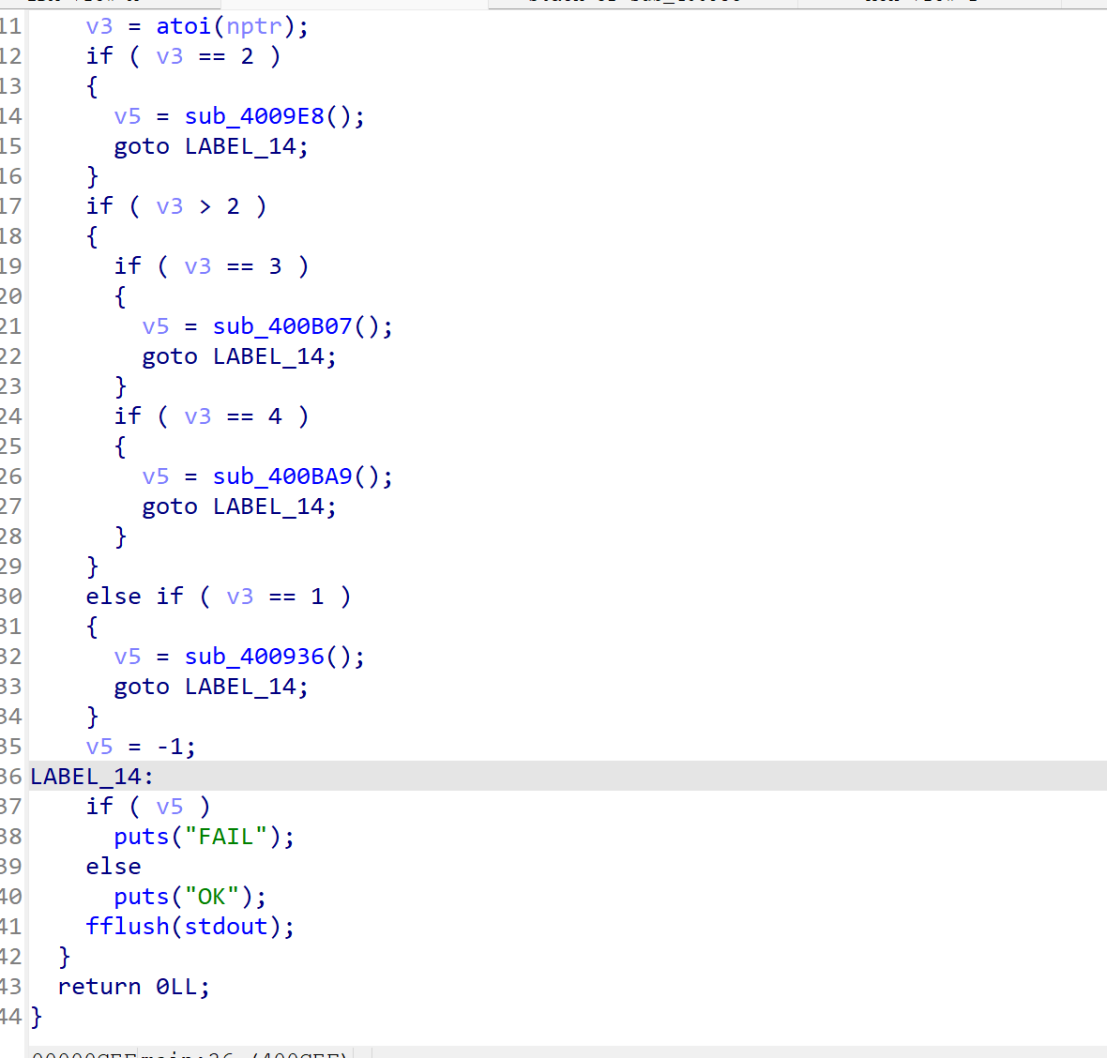 11 v3 = atoi(nptr);
12 if ( v3 == 2 )
13 {
14 v5 = sub_4009E8();
15 goto LABEL_14;
16 }
17 if ( v3 > 2 )
18 {
19 if ( v3 == 3 )
20 {
21 v5 = sub_400B07();
22 goto LABEL_14;
23 }
24 if ( v3 == 4 )
25 {
26 v5 = sub_400BA9();
27 goto LABEL_14;
28 }
29 }
30 else if ( v3 == 1 )
31 {
32 v5 = sub_400936();
33 goto LABEL_14;
34 }
35 v5 = -1;
36 LABEL_14:
37 if ( v5 )
38 puts("FAIL");
39 else
40 puts("OK");
41 fflush(stdout);
42 }
43 return 0LL;
44 }